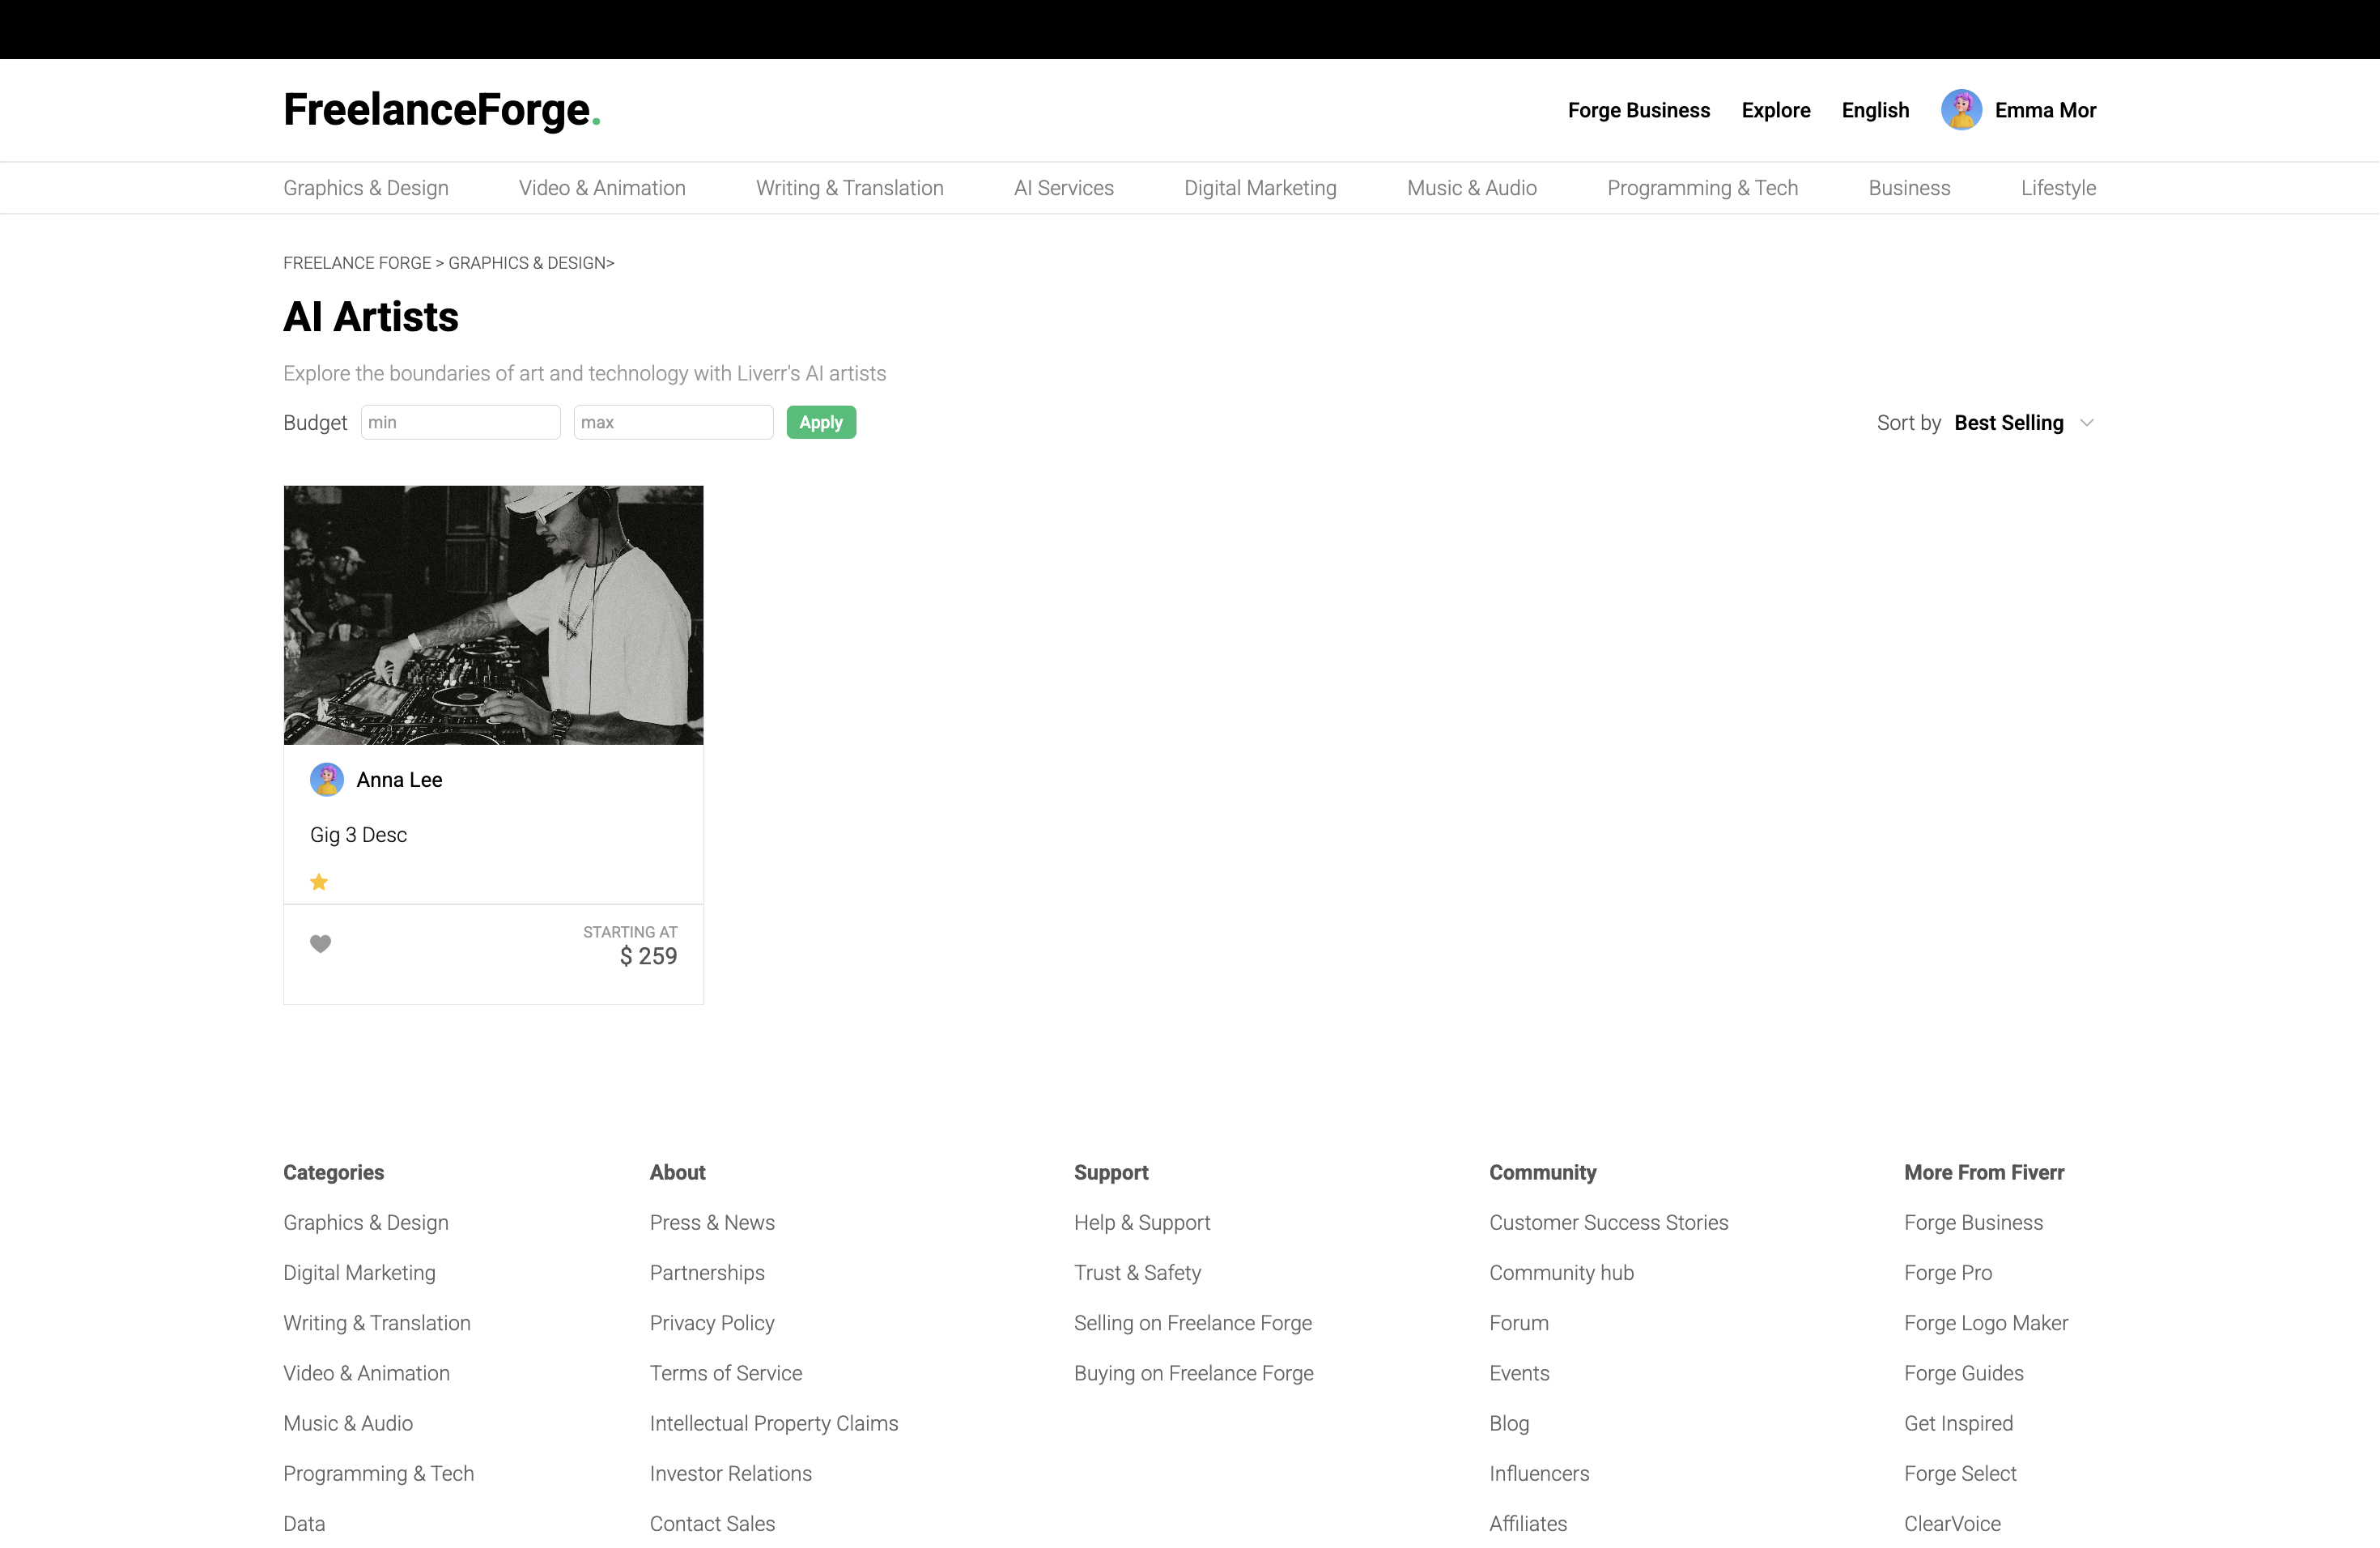 FreelanceForge.
Forge Business Explore English Emma Mor
Graphics & Design Video & Animation Writing & Translation AI Services Digital Marketing Music & Audio Programming & Tech Business Lifestyle
FREELANCE FORGE > GRAPHICS & DESIGN>
AI Artists
Explore the boundaries of art and technology with Liverr's AI artists
Budget min max Apply Sort by Best Selling
Anna Lee
Gig 3 Desc
STARTING AT
$ 259
Categories
Graphics & Design
Digital Marketing
Writing & Translation
Video & Animation
Music & Audio
Programming & Tech
Data
About
Press & News
Partnerships
Privacy Policy
Terms of Service
Intellectual Property Claims
Investor Relations
Contact Sales
Support
Help & Support
Trust & Safety
Selling on Freelance Forge
Buying on Freelance Forge
Community
Customer Success Stories
Community hub
Forum
Events
Blog
Influencers
Affiliates
More From Fiverr
Forge Business
Forge Pro
Forge Logo Maker
Forge Guides
Get Inspired
Forge Select
ClearVoice